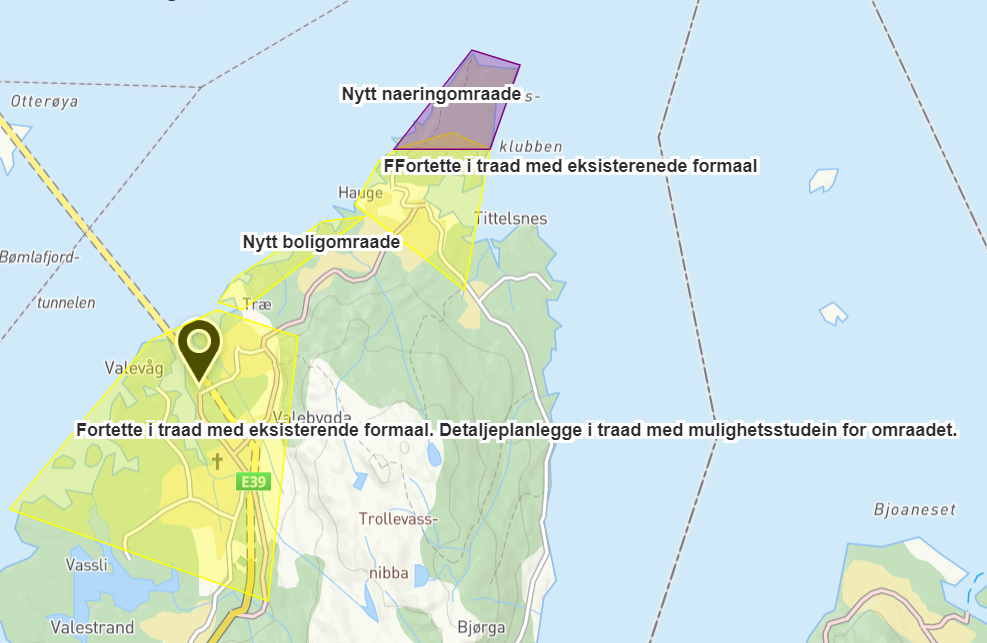 Otterøya
Nytt naeringomraade
s-
klubben
FFortette i traad med eksisterenede formaal
Hauge
Tittelsnes
Nytt boligomraade
Bømlafjord-
tunnelen
Træ
Valevåg
Valebygda
Fortette i traad med eksisterende formaal. Detaljeplanlegge i traad med mulighetsstudein for omraadet.
E39
Bjoaneset
Trollevass-
nibba
Vassli
Valestrand
Bjørga